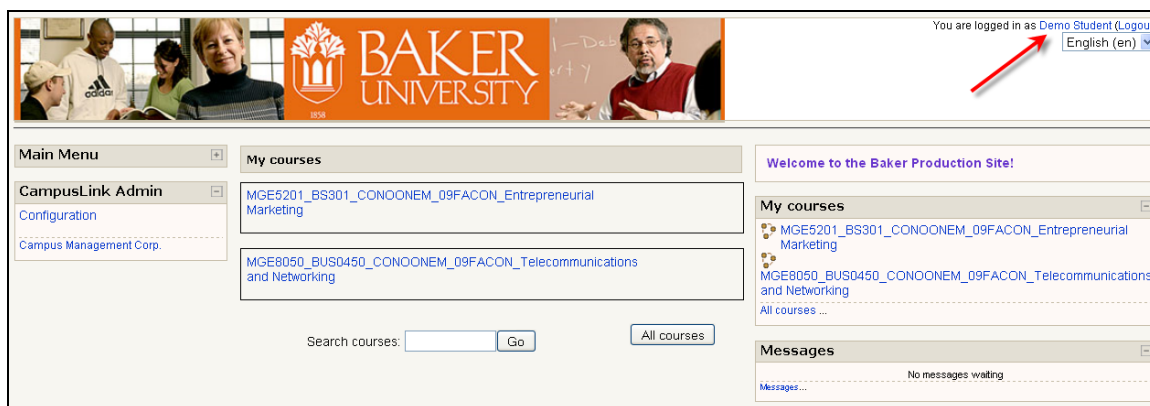 You are logged in as Demo Student (Logou
English (en)
BAKER
UNIVERSITY
1858
adidas
Main Menu
CampusLink Admin
Configuration
Campus Management Corp.
My courses
MGE5201_BS301_CONOONEM_09FACON_Entrepreneurial
Marketing
MGE8050_BUS0450_CONOONEM_09FACON_Telecommunications
and Networking
Search courses:
Go
All courses
Welcome to the Baker Production Site!
My courses
MGE5201_BS301_CONOONEM_09FACON_Entrepreneurial
Marketing
MGE8050_BUS0450_CONOONEM_09FACON_Telecommunications
and Networking
All courses ...
Messages
No messages waiting
Messages...